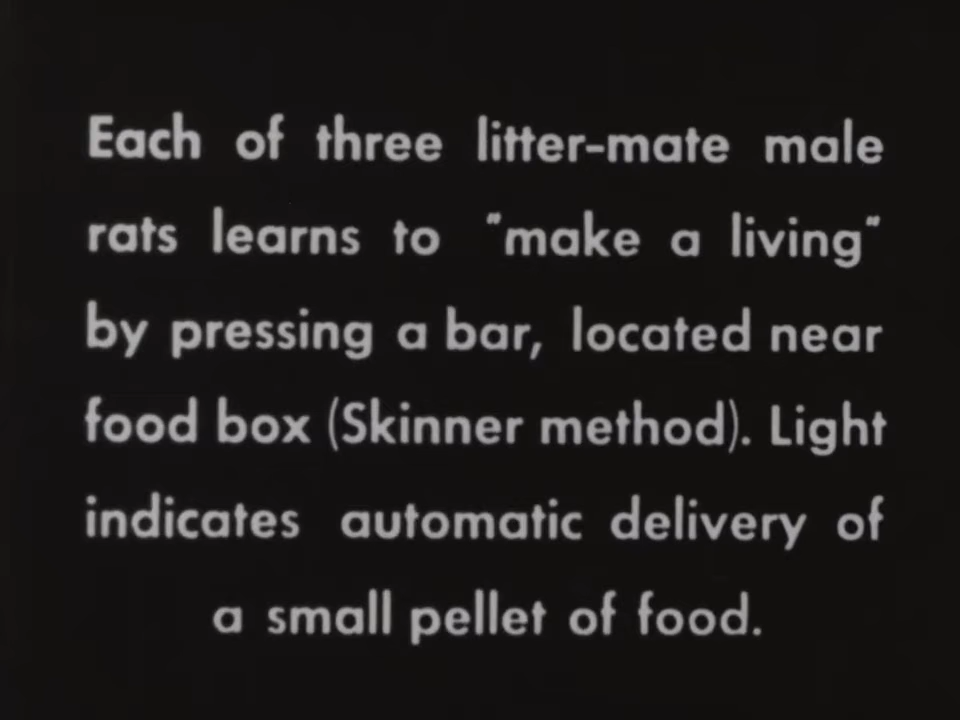 Each of three litter-mate male
rats learns to "make a living"
by pressing a bar, located near
food box (Skinner method). Light
indicates automatic delivery of
a small pellet of food.